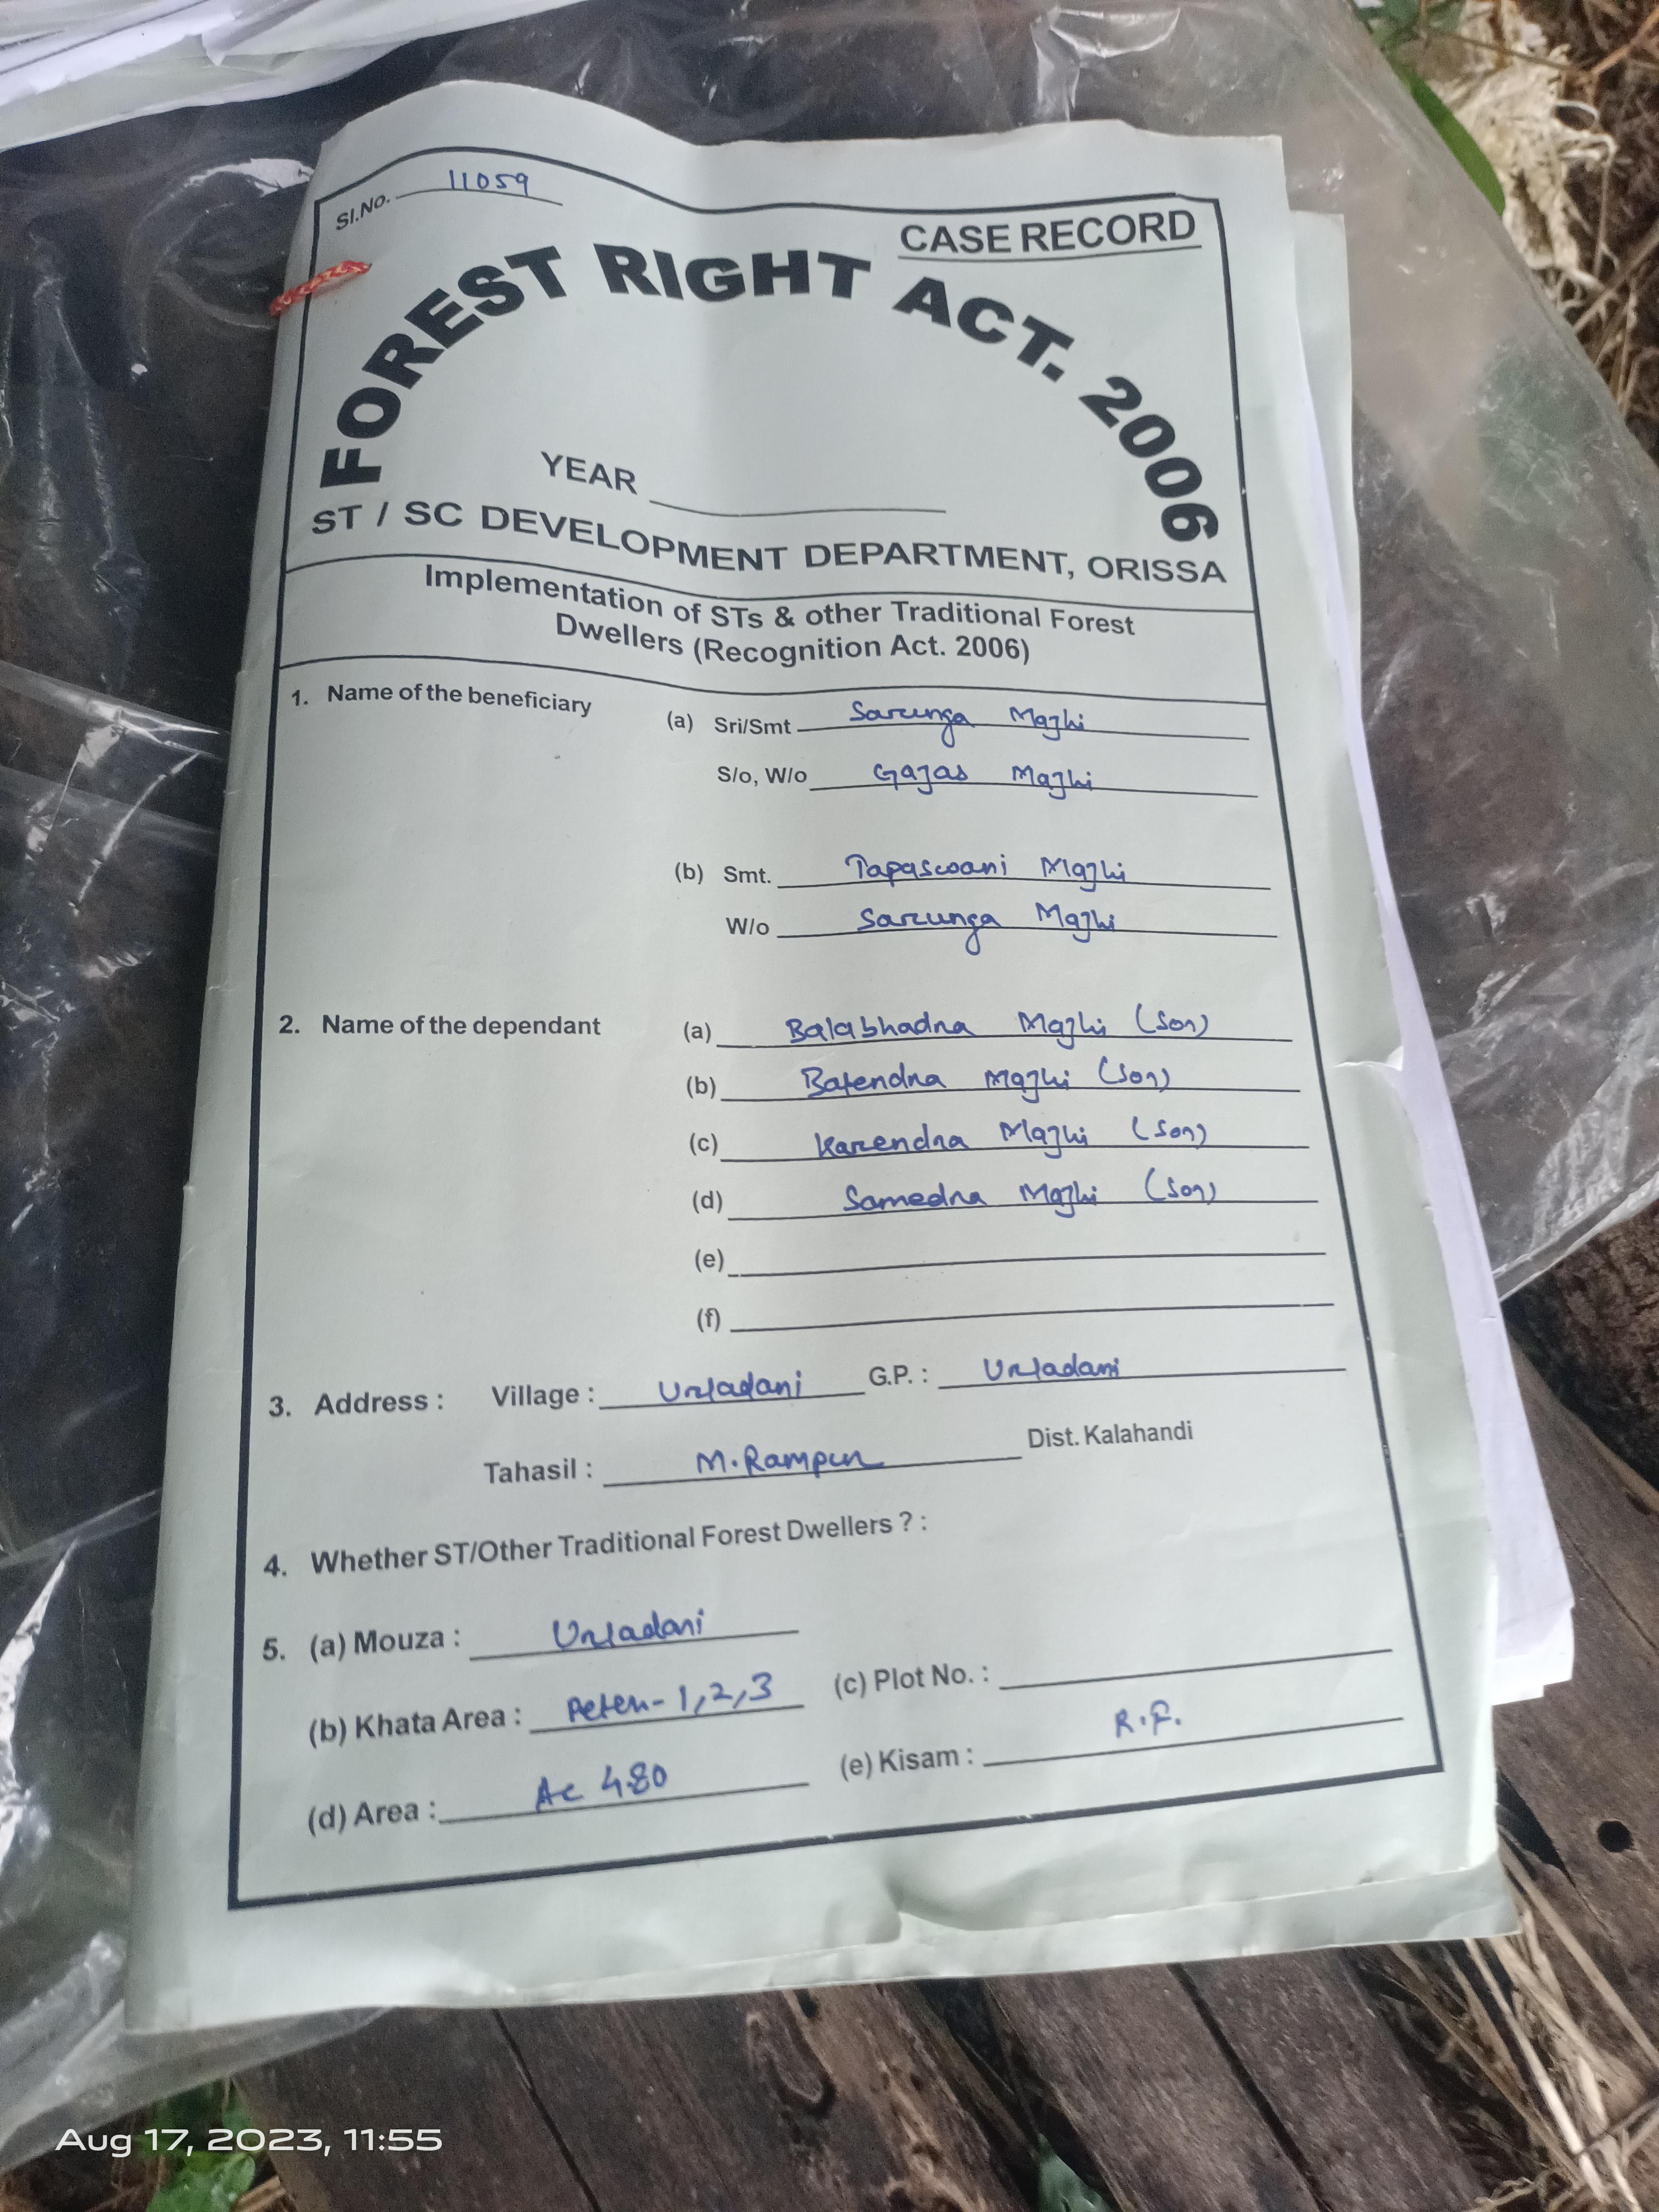 Sl.No. 11059
CASE RECORD
FOREST RIGHT ACT. 2006
YEAR
ST / SC DEVELOPMENT DEPARTMENT, ORISSA
Implementation of STs & other Traditional Forest
Dwellers (Recognition Act. 2006)
1. Name of the beneficiary (a) Sri/Smt Sarunga Majhi
S/o, W/o Gajas Majhi
(b) Smt. Tapaswani Majhi
W/o Sarunga Majhi
2. Name of the dependant (a) Balabhadra Majhi (Son)
(b) Majhi (Son)
(c) Karendra Majhi (Son)
(d) Samedra Majhi (Son)
(e)
(f)
3. Address : Village : Urladani G.P. : Urladani
Tahasil : M.Rampur Dist. Kalahandi
4. Whether ST/Other Traditional Forest Dwellers ? :
5. (a) Mouza : Urladani
(b) Khata Area : - 1,2,3 (c) Plot No. :
(d) Area : Ac 4.80 (e) Kisam : R.F.
Aug 17, 2023, 11:55